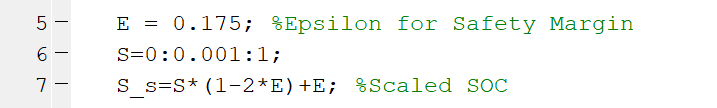 5 – E = 0.175; %Epsilon for Safety Margin
6 – S=0:0.001:1;
7 – S_s=S*(1-2*E)+E; %Scaled SOC